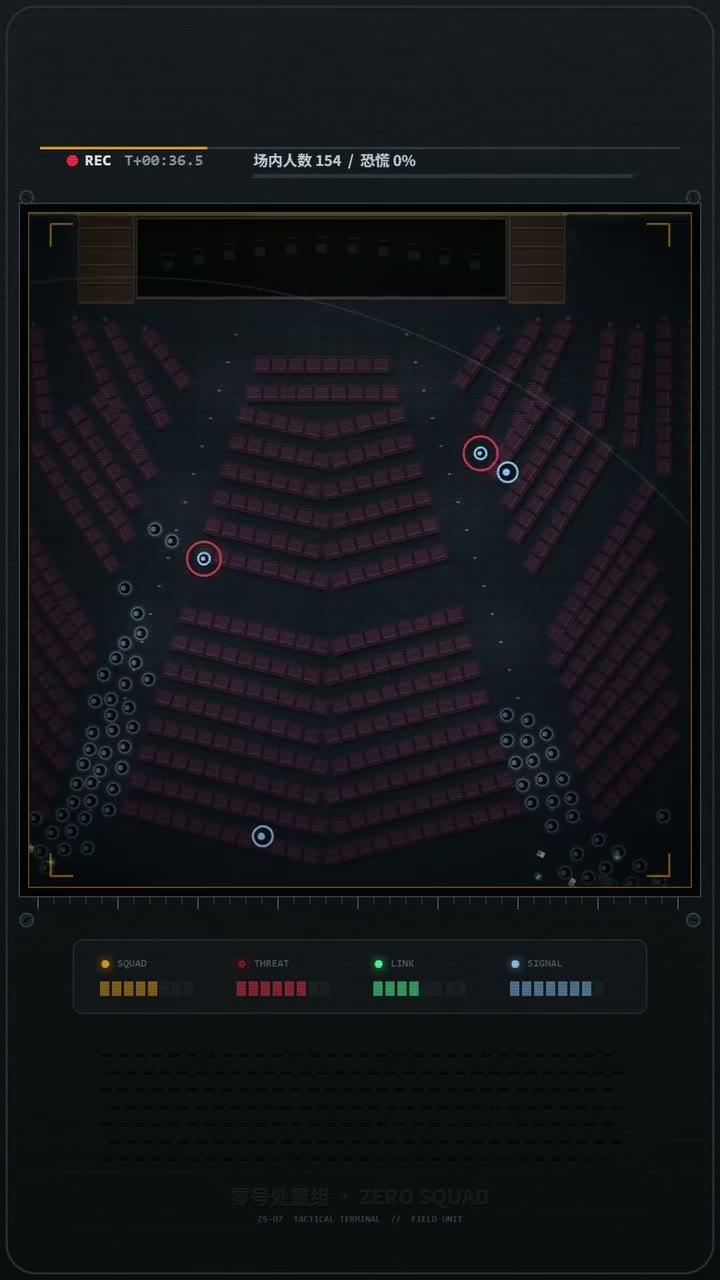 REC T+00:36.5 场内人数 154 / 恐慌 0%
SQUAD THREAT LINK SIGNAL
零号处置组 · ZERO SQUAD
ZS-07 TACTICAL TERMINAL // FIELD UNIT